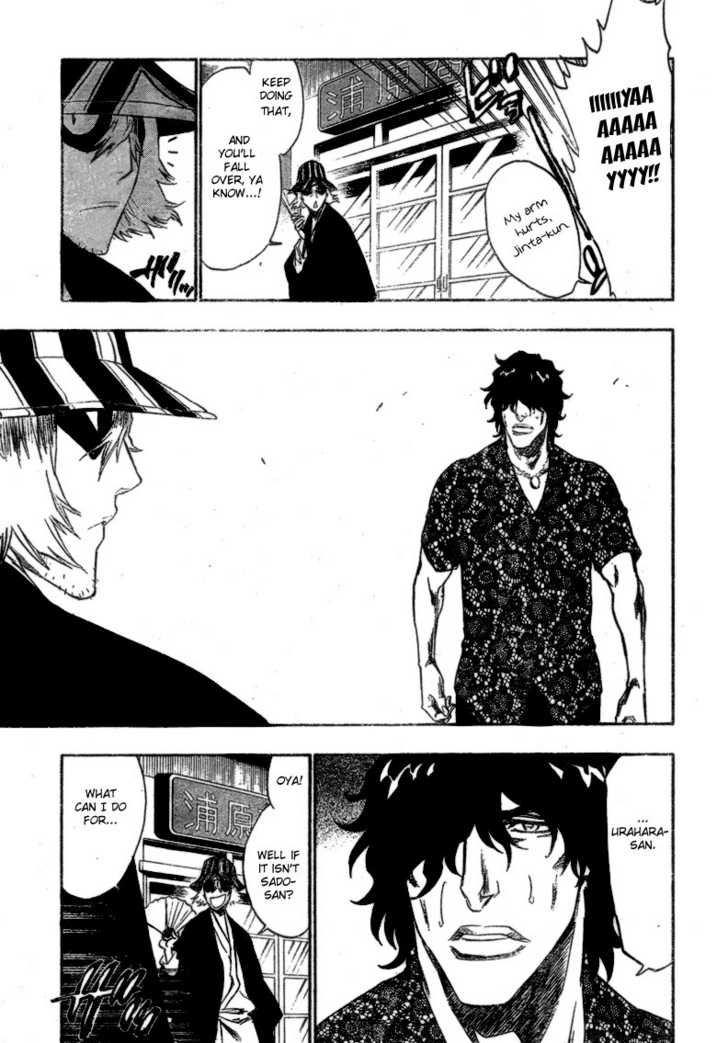 IIIIIIYAA
AAAAA
AAAAA
YYYY!!
My arm
hurts,
Jinta-kun.
浦原
KEEP
DOING
THAT,
AND
YOU'LL
FALL
OVER, YA
KNOW...!
...
URAHARA-
SAN.
OYA!
WELL IF
IT ISN'T
SADO-
SAN?
浦原
WHAT
CAN I DO
FOR...